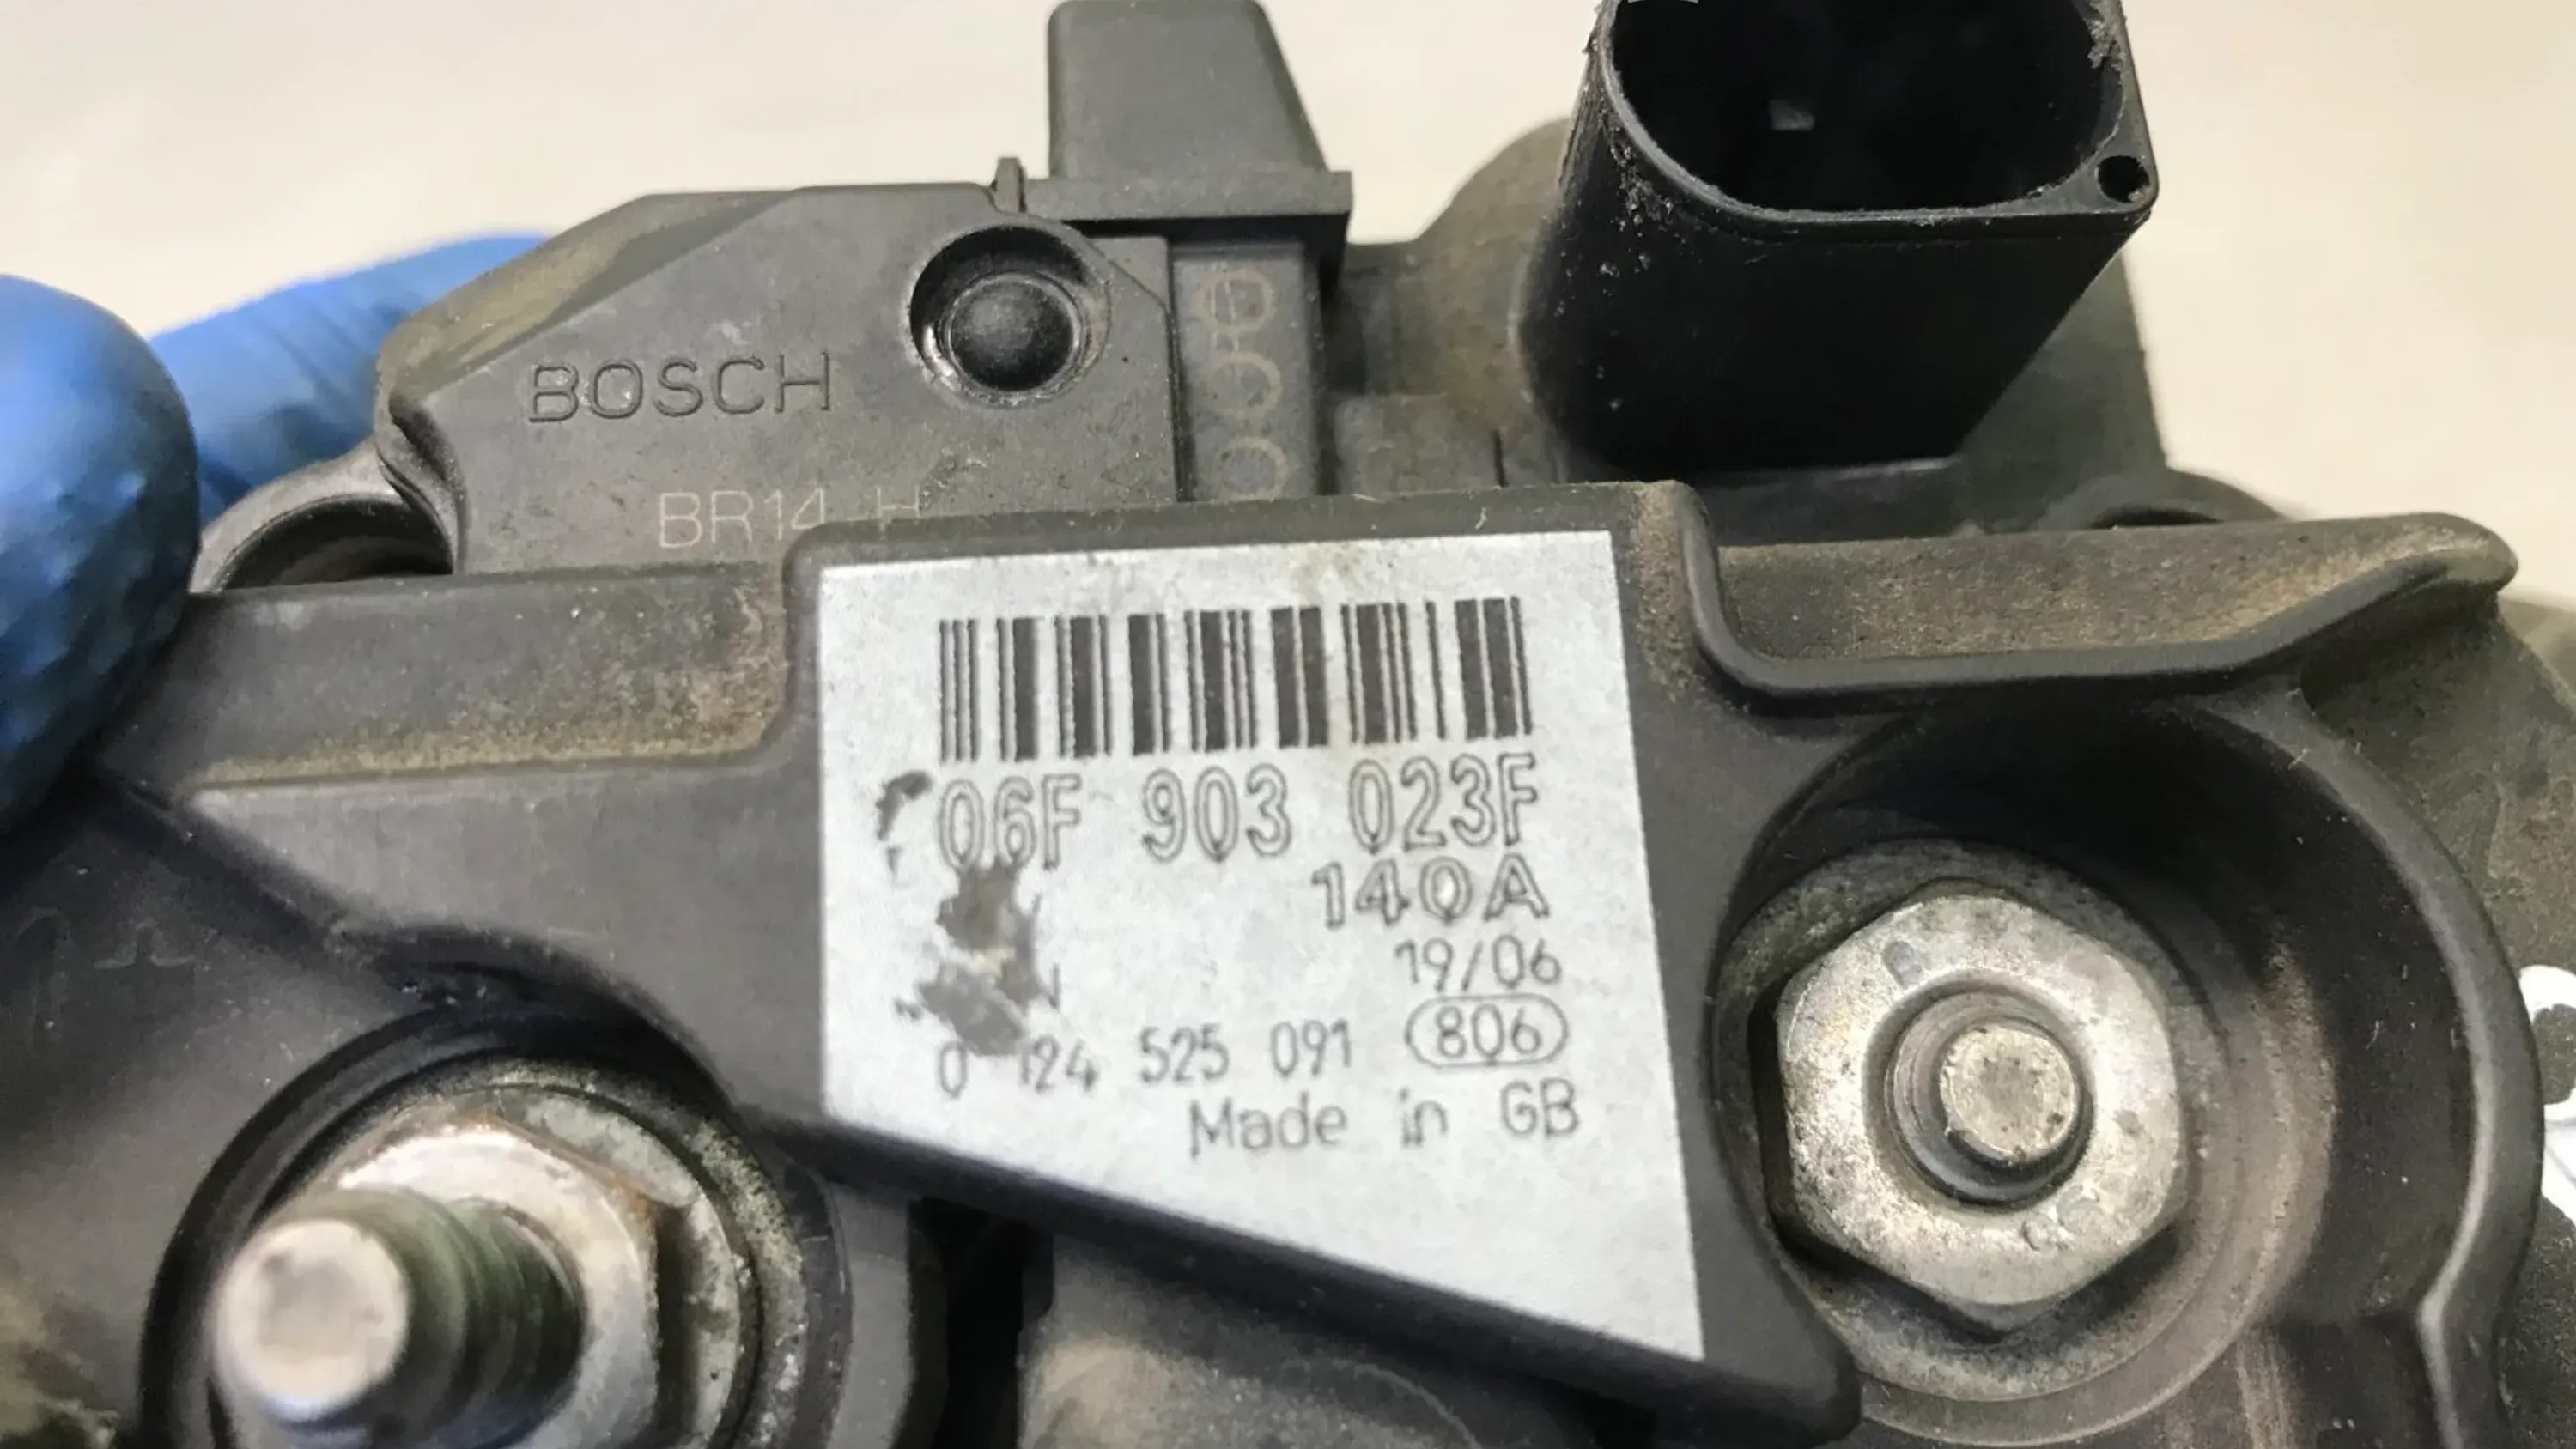 BOSCH
BR14 H
06F 903 023F
140A
19/06
0 124 525 091 806
Made in GB